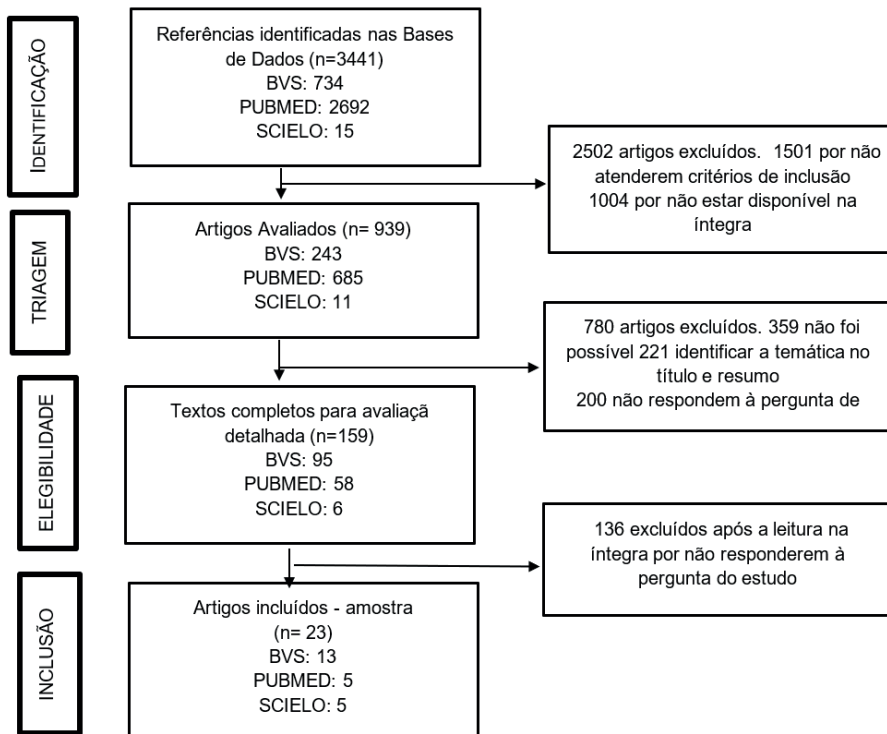 IDENTIFICAÇÃO
Referências identificadas nas Bases
de Dados (n=3441)
BVS: 734
PUBMED: 2692
SCIELO: 15
2502 artigos excluídos.  1501 por não
atenderem critérios de inclusão
1004 por não estar disponível na
íntegra
TRIAGEM
Artigos Avaliados (n= 939)
BVS: 243
PUBMED: 685
SCIELO: 11
780 artigos excluídos. 359 não foi
possível 221 identificar a temática no
título e resumo
200 não respondem à pergunta de
ELEGIBILIDADE
Textos completos para avaliaçã
detalhada (n=159)
BVS: 95
PUBMED: 58
SCIELO: 6
136 excluídos após a leitura na
íntegra por não responderem à
pergunta do estudo
INCLUSÃO
Artigos incluídos - amostra
(n= 23)
BVS: 13
PUBMED: 5
SCIELO: 5